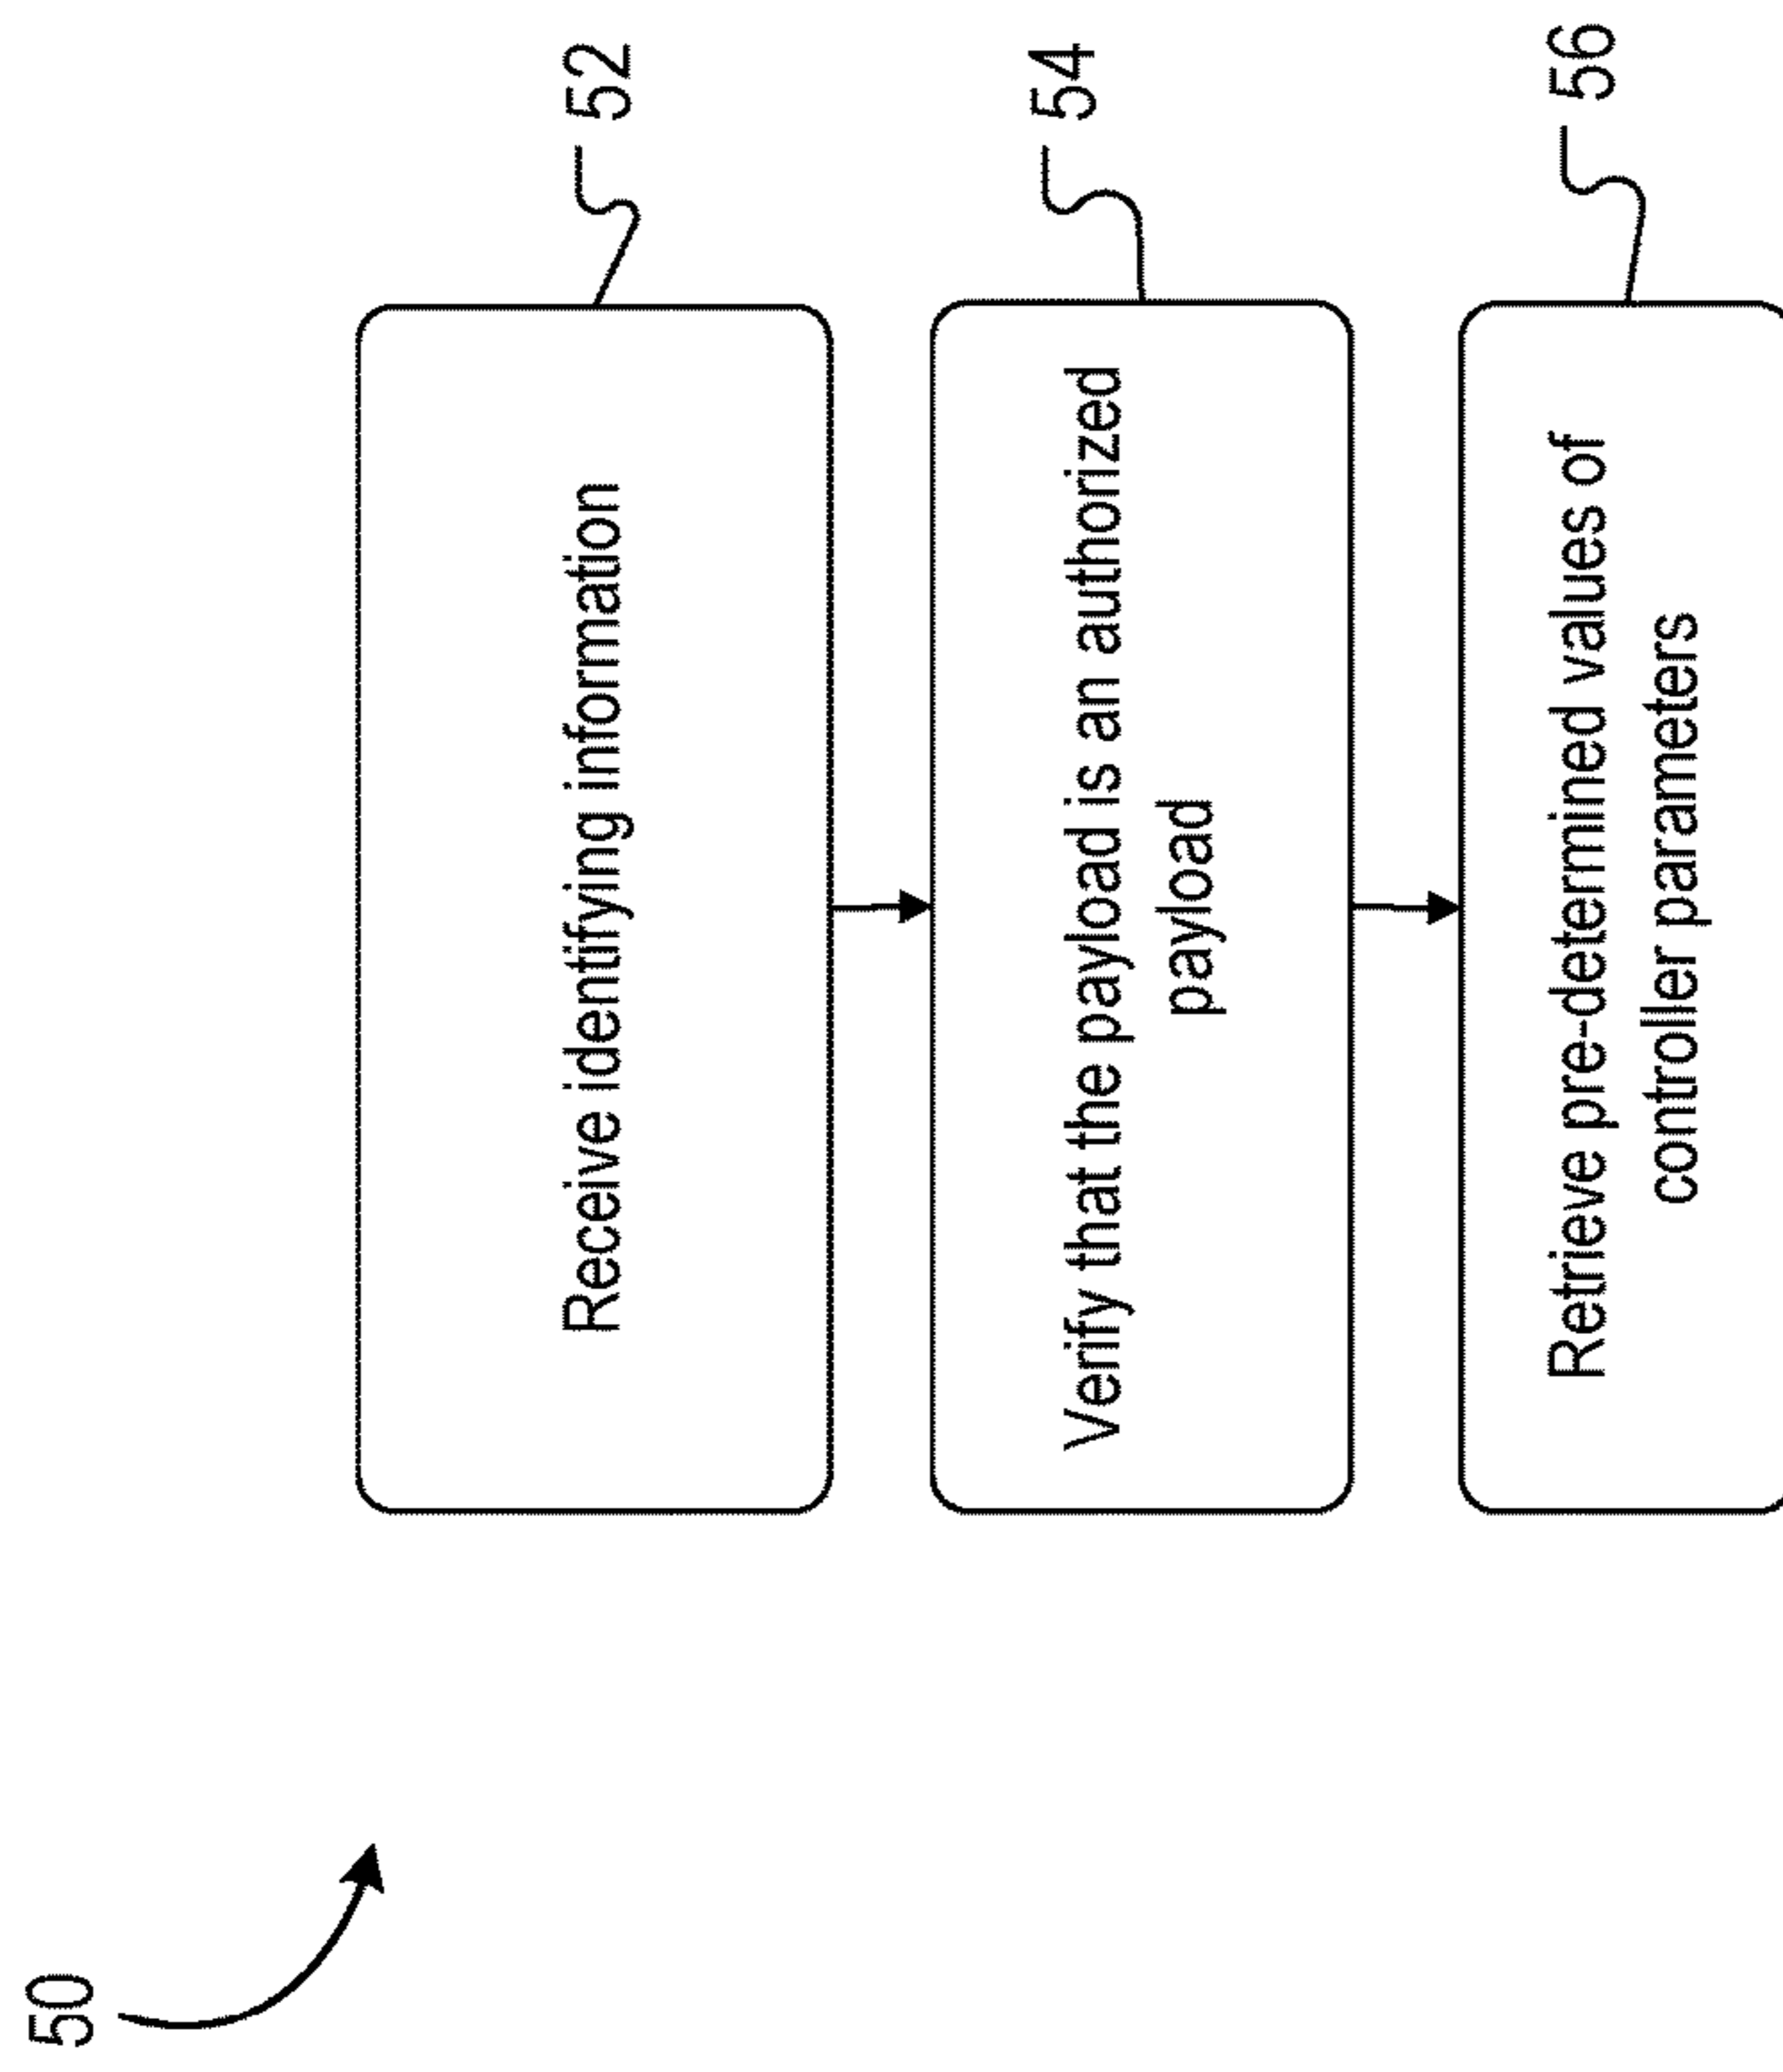 50
Receive identifying information
52
Verify that the payload is an authorized
payload
54
Retrieve pre-determined values of
controller parameters
56